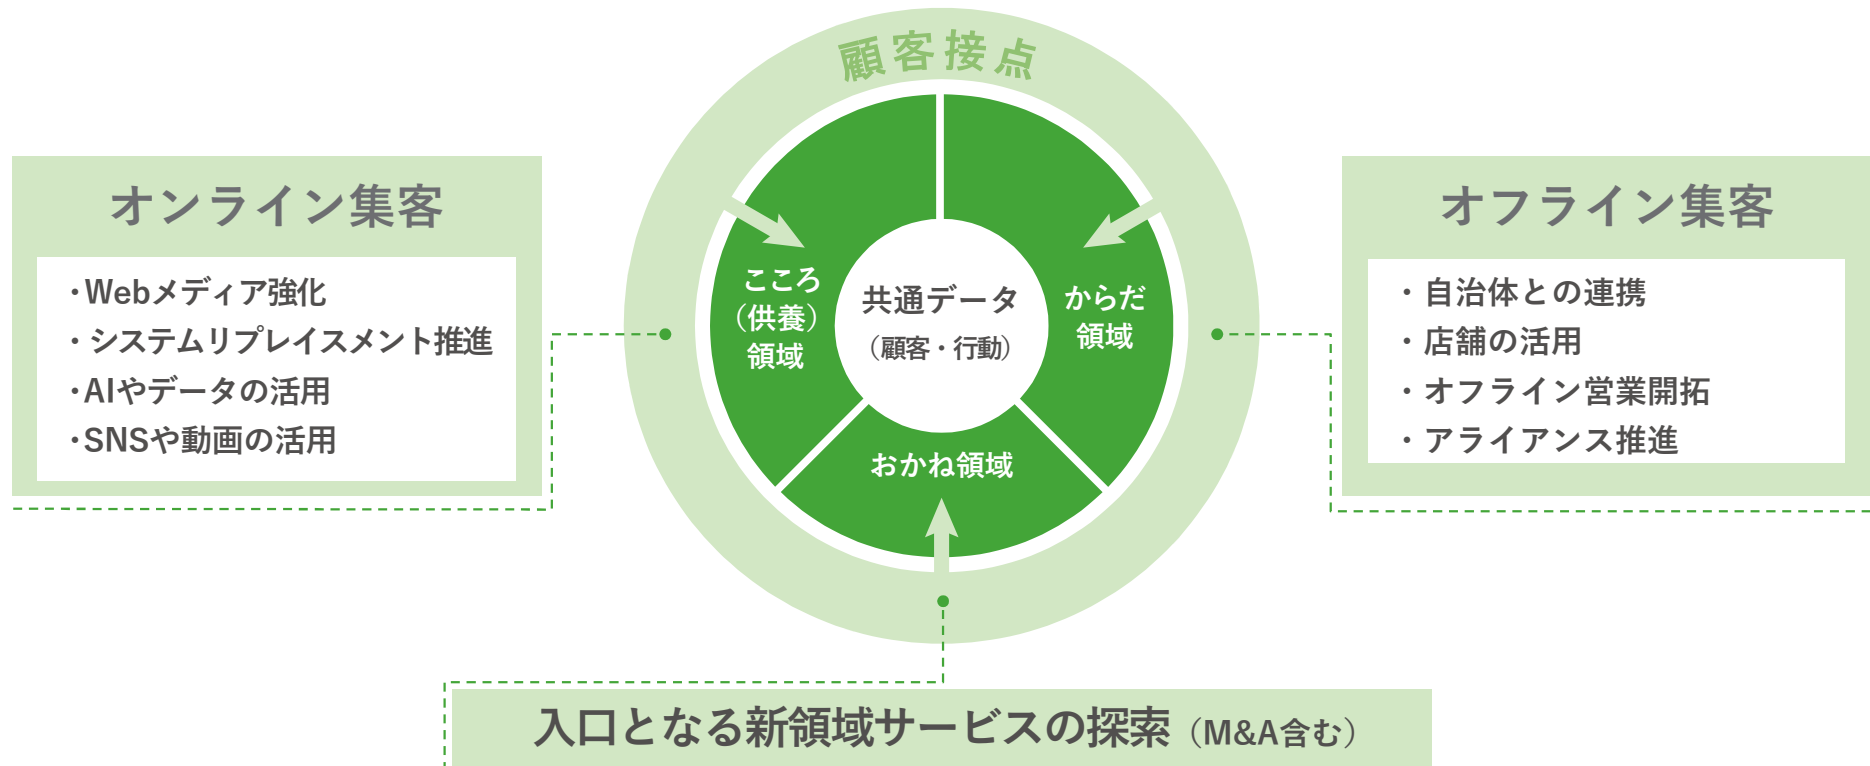 顧客接点
オンライン集客
・Webメディア強化
・システムリプレイスメント推進
・AIやデータの活用
・SNSや動画の活用
こころ
（供養）
領域
共通データ
（顧客・行動）
からだ
領域
おかね領域
オフライン集客
・自治体との連携
・店舗の活用
・オフライン営業開拓
・アライアンス推進
入口となる新領域サービスの探索（M&A含む）